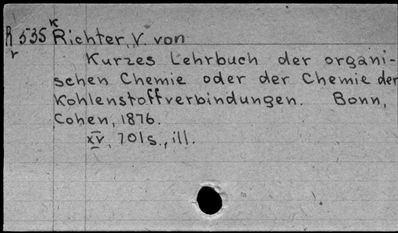 K
R 535 Richter, V. von
r
Kurzes Lehrbuch der organi-
schen Chemie oder der Chemie der
Kohlenstoffverbindungen. Bonn,
Cohen, 1876.
XV, 701s., ill.